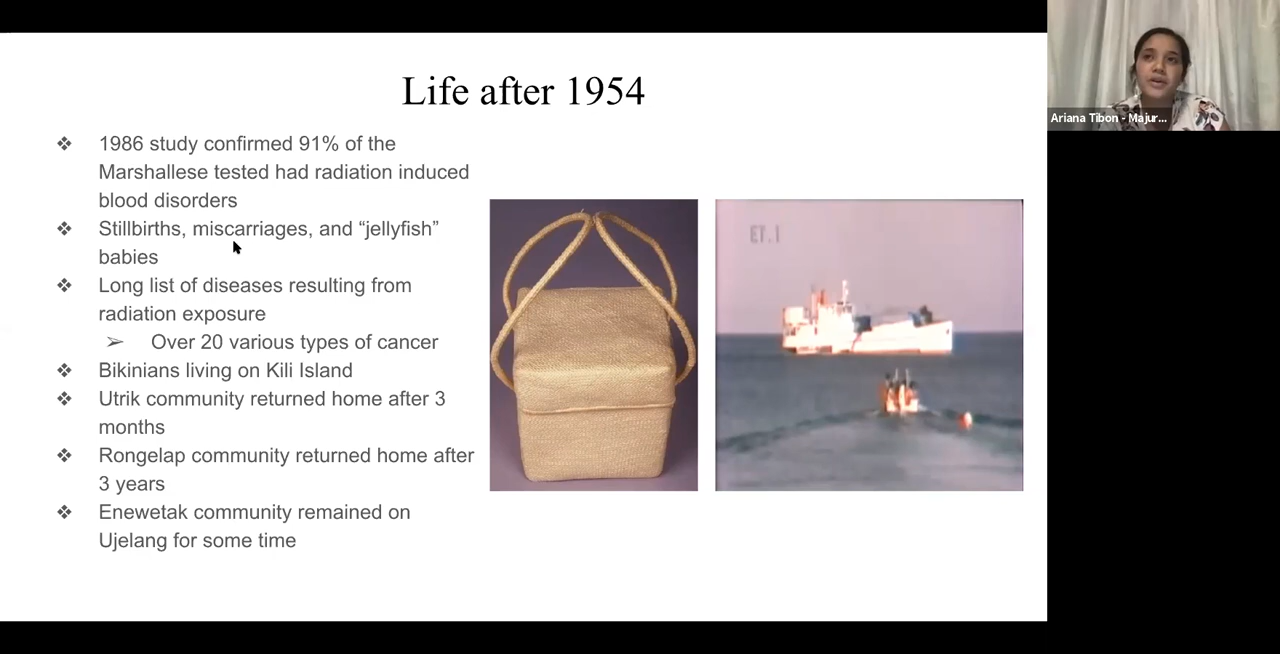 Life after 1954
❖ 1986 study confirmed 91% of the
Marshallese tested had radiation induced
blood disorders
❖ Stillbirths, miscarriages, and “jellyfish”
babies
❖ Long list of diseases resulting from
radiation exposure
➢ Over 20 various types of cancer
❖ Bikinians living on Kili Island
❖ Utrik community returned home after 3
months
❖ Rongelap community returned home after
3 years
❖ Enewetak community remained on
Ujelang for some time
ET.1
Ariana Tibon - Majur...